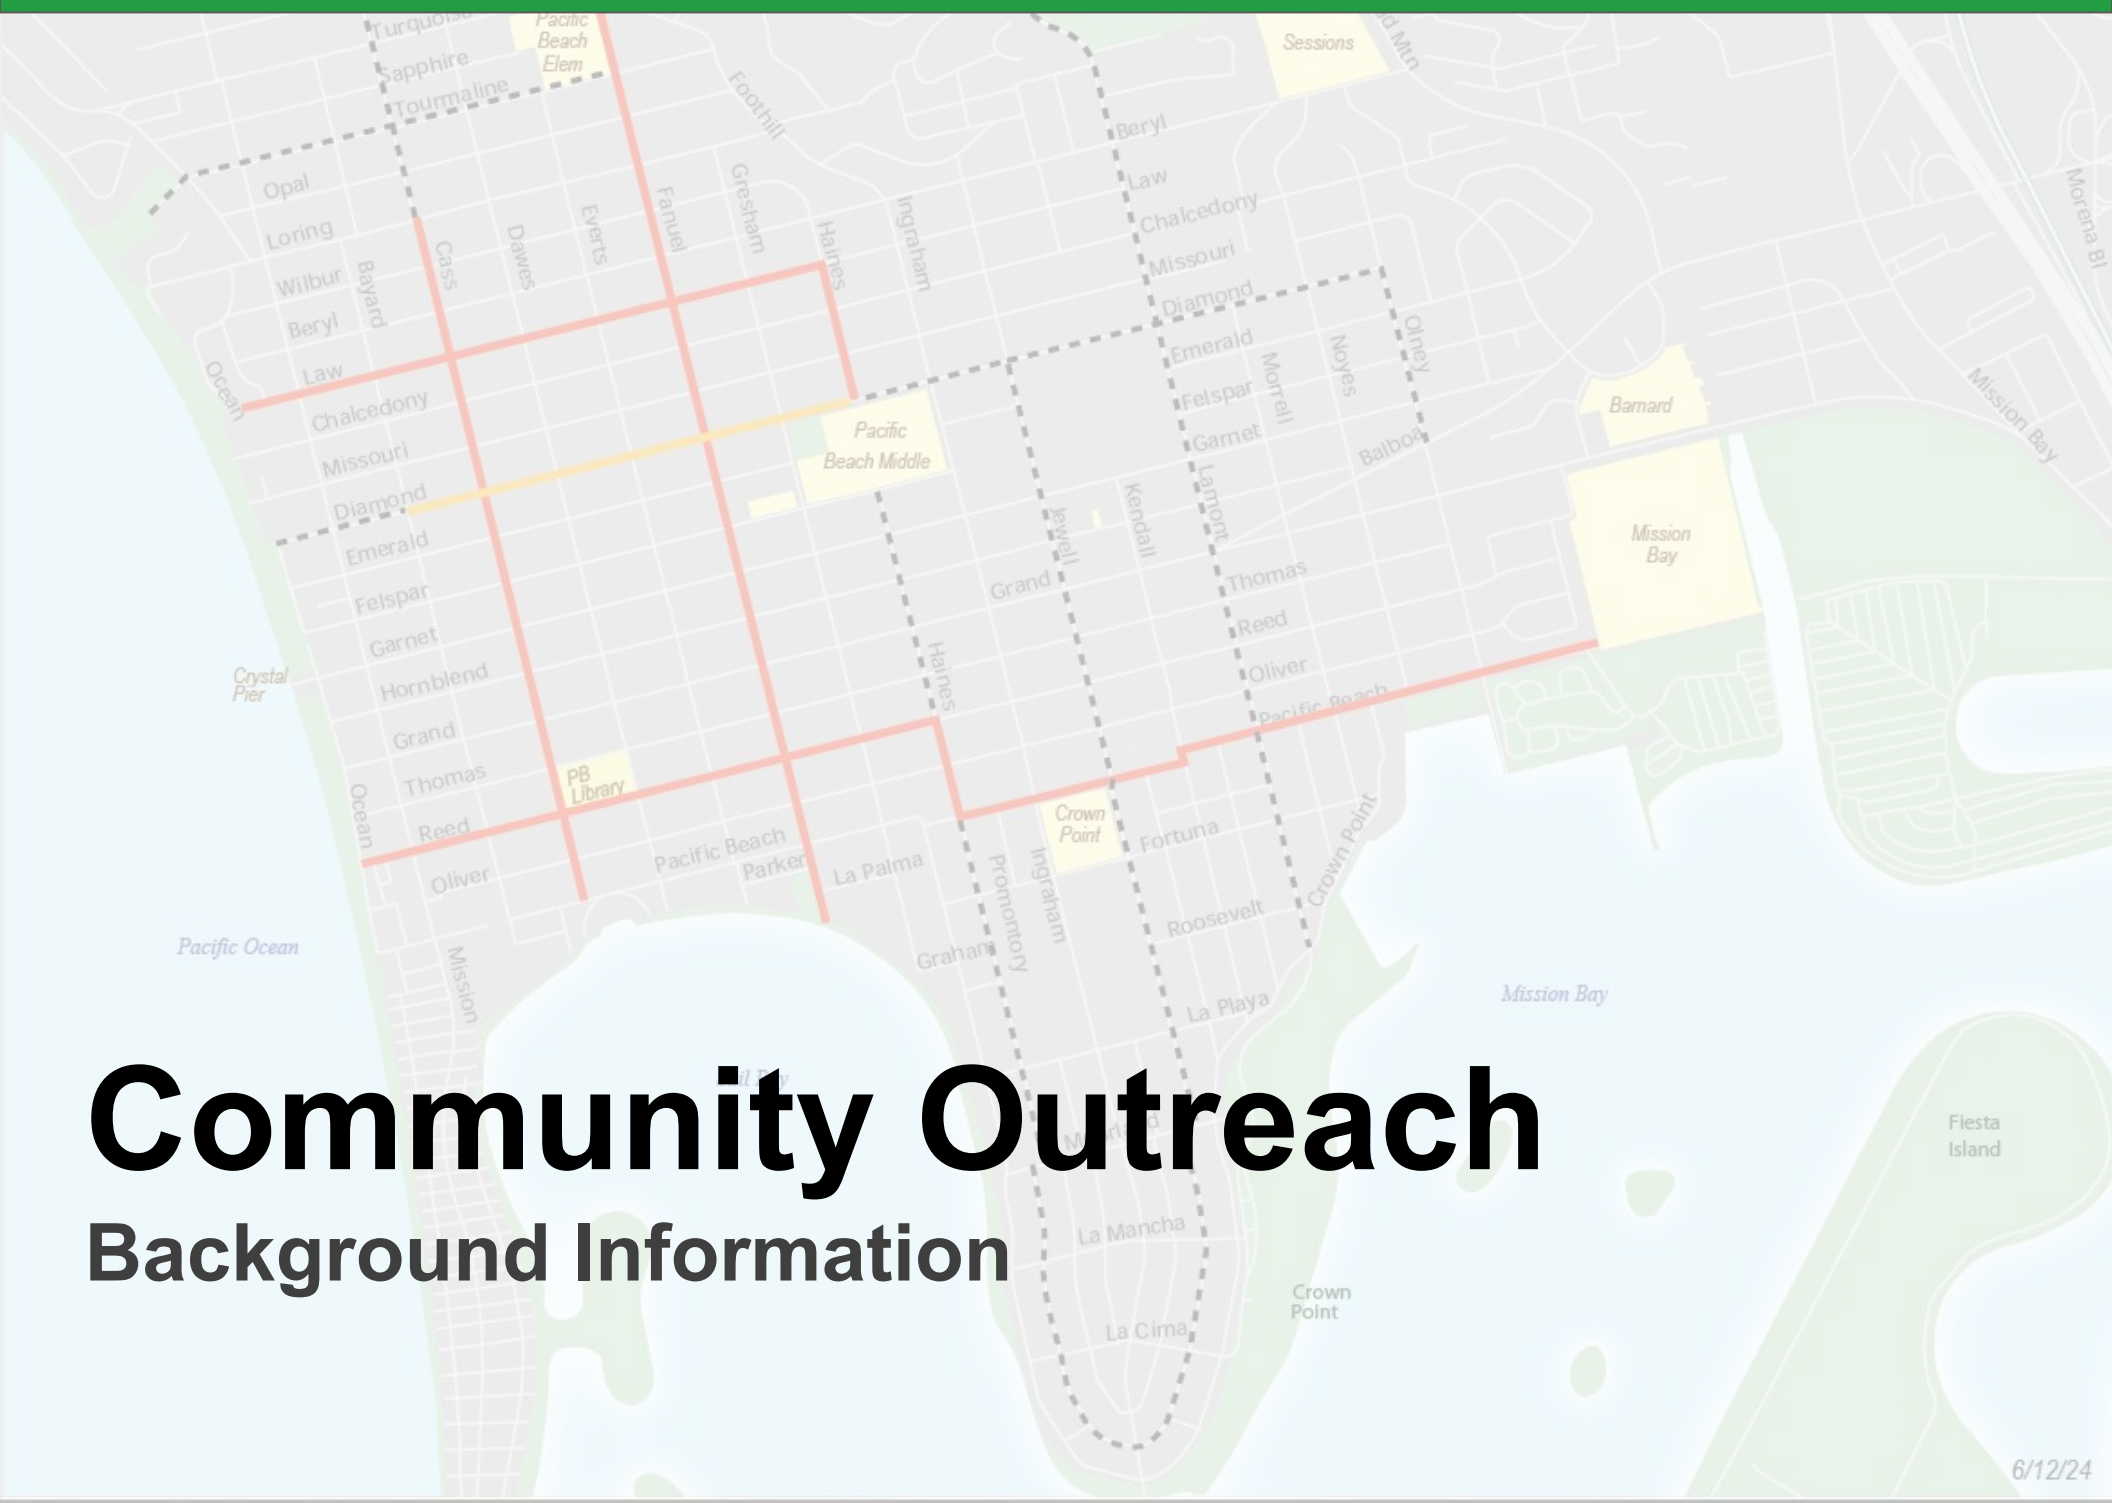 Turquoise
Pacific
Beach
Elem
Sapphire
Tourmaline
Foothill
Sessions
Mtn
Beryl
Law
Chalcedony
Missouri
Diamond
Emerald
Felspar
Garnet
Balboa
Morena Bl
Opal
Loring
Wilbur
Beryl
Law
Bayard
Cass
Dawes
Everts
Fanuel
Gresham
Haines
Ingraham
Ocean
Chalcedony
Missouri
Diamond
Emerald
Felspar
Garnet
Hornblend
Grand
Thomas
Reed
Oliver
Pacific
Beach Middle
Morrell
Noyes
Olney
Barnard
Mission Bay
Mission
Bay
Jewell
Kendall
Lamont
Grand
Thomas
Reed
Oliver
Pacific Beach
Haines
Crystal
Pier
PB
Library
Ocean
Pacific Beach
Parker
La Palma
Crown
Point
Fortuna
Ingraham
Promontory
Crown Point
Roosevelt
Graham
La Playa
Pacific Ocean
Mission
Mission Bay
Community Outreach
Background Information
La Mancha
La Cima
Crown
Point
Fiesta
Island
6/12/24